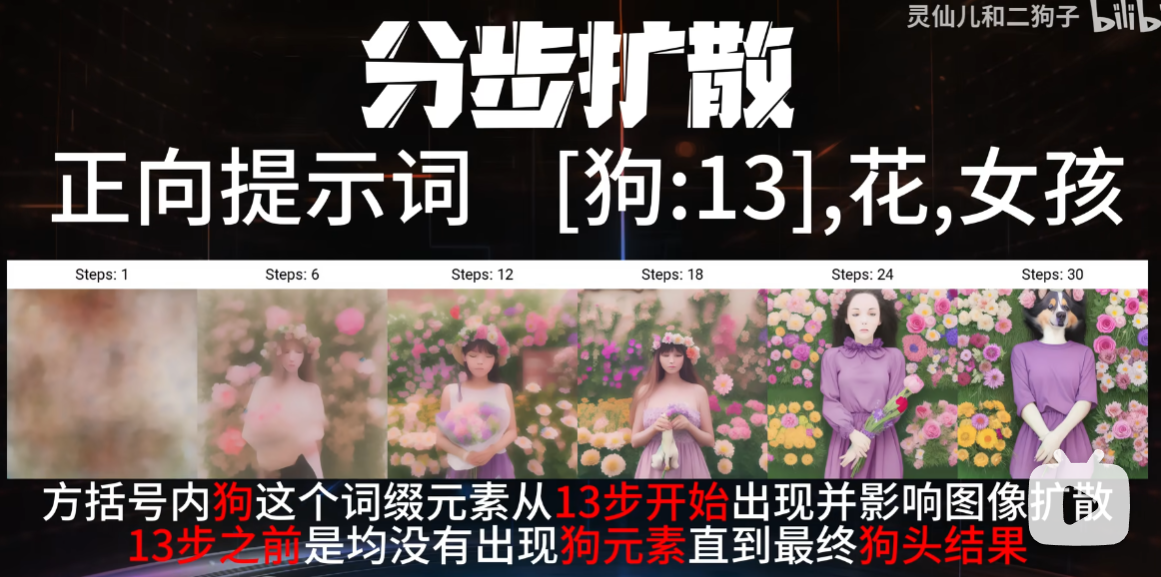 灵仙儿和二狗子 bilib
分步扩散
正向提示词 [狗:13],花,女孩
Steps: 1 Steps: 6 Steps: 12 Steps: 18 Steps: 24 Steps: 30
方括号内狗这个词缀元素从13步开始出现并影响图像扩散
13步之前是均没有出现狗元素直到最终狗头结果